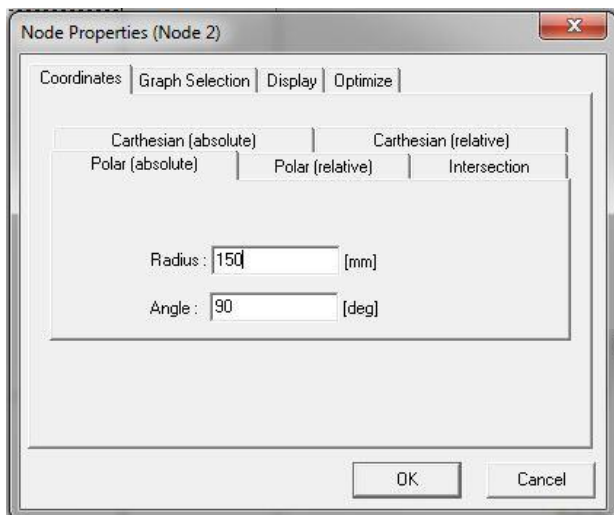 Node Properties (Node 2)
Coordinates Graph Selection Display Optimize
Carthesian (absolute) Carthesian (relative)
Polar (absolute) Polar (relative) Intersection
Radius : 150 [mm]
Angle : 90 [deg]
OK Cancel